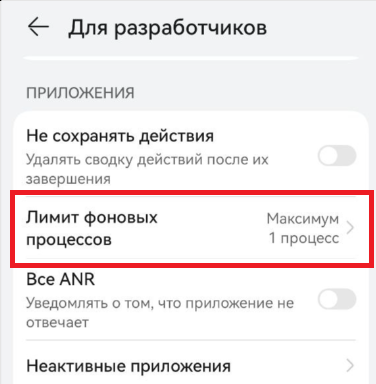 Для разработчиков
ПРИЛОЖЕНИЯ
Не сохранять действия
Удалять сводку действий после их
завершения
Лимит фоновых
процессов
Максимум
1 процесс
Все ANR
Уведомлять о том, что приложение не
отвечает
Неактивные приложения